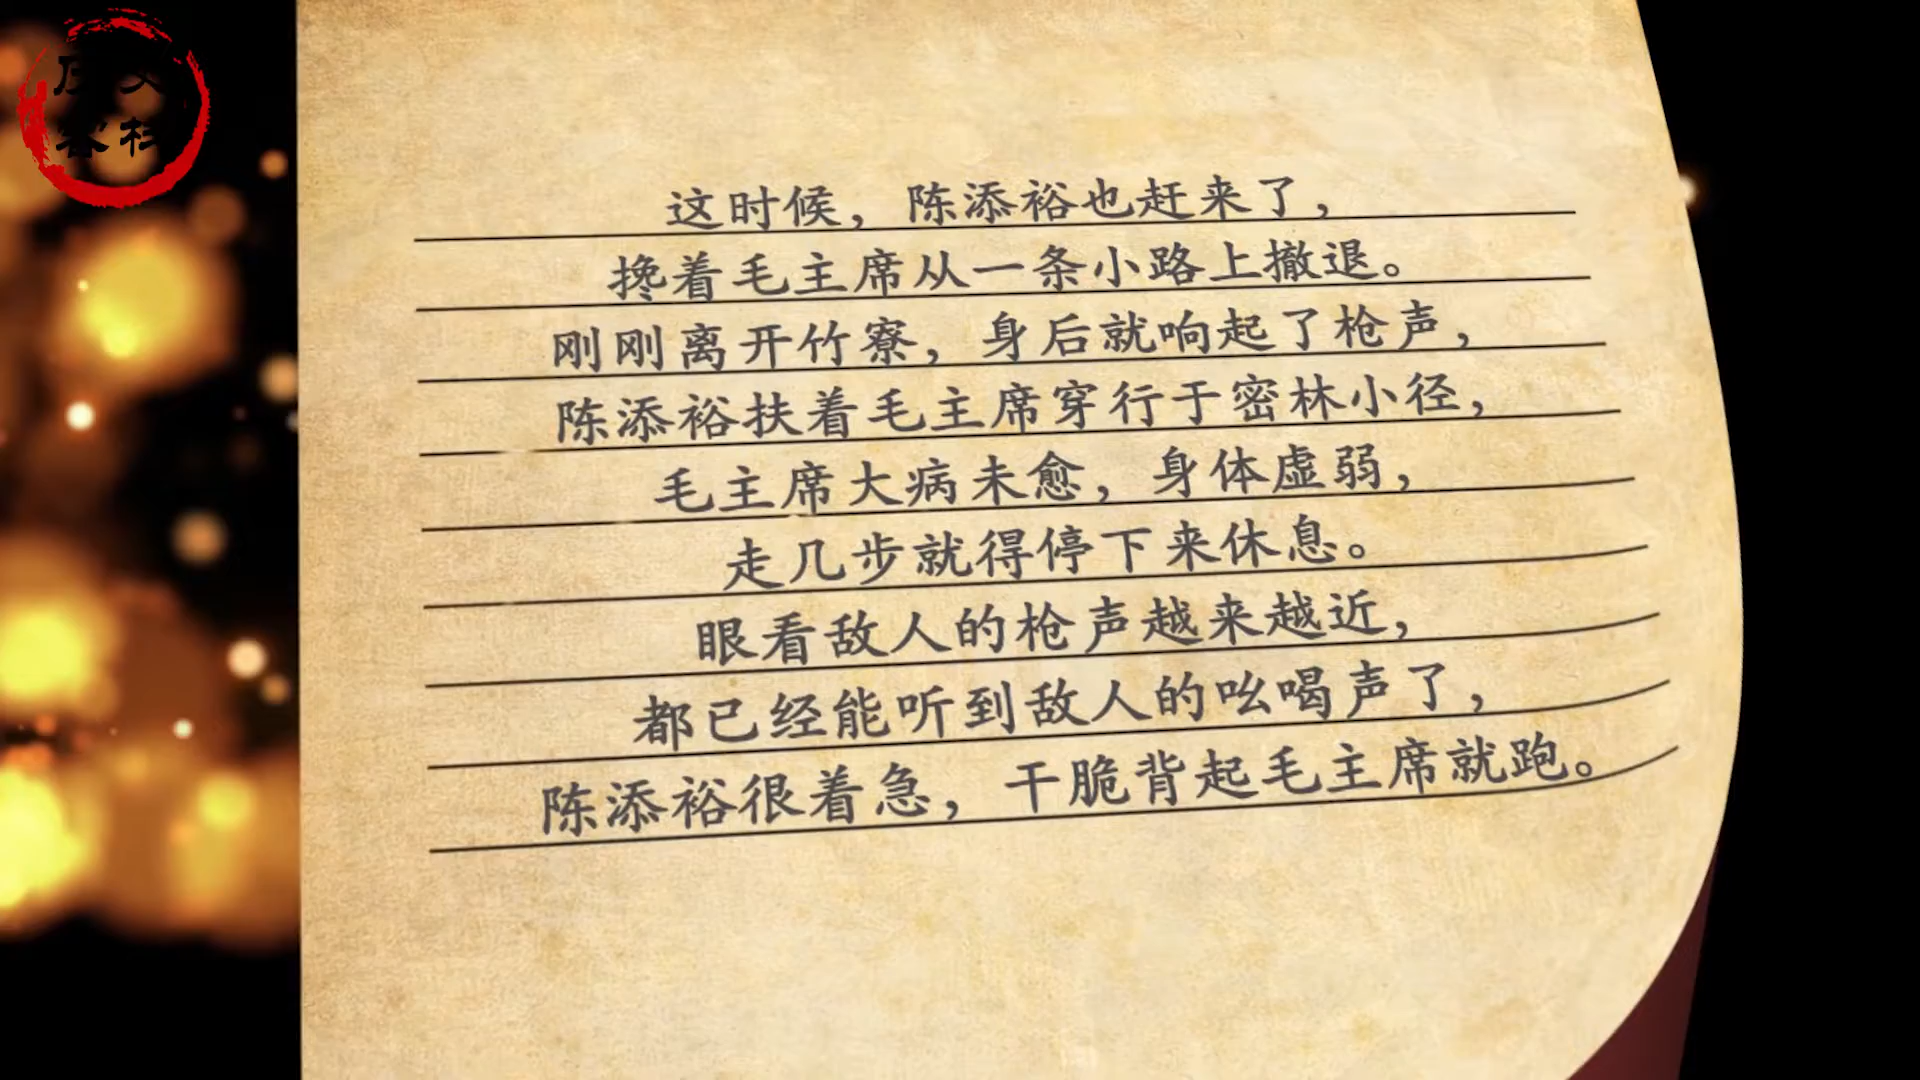 这时候，陈添裕也赶来了，
搀着毛主席从一条小路上撤退。
刚刚离开竹寮，身后就响起了枪声，
陈添裕扶着毛主席穿行于密林小径，
毛主席大病未愈，身体虚弱，
走几步就得停下来休息。
眼看敌人的枪声越来越近，
都已经能听到敌人的吆喝声了，
陈添裕很着急，干脆背起毛主席就跑。